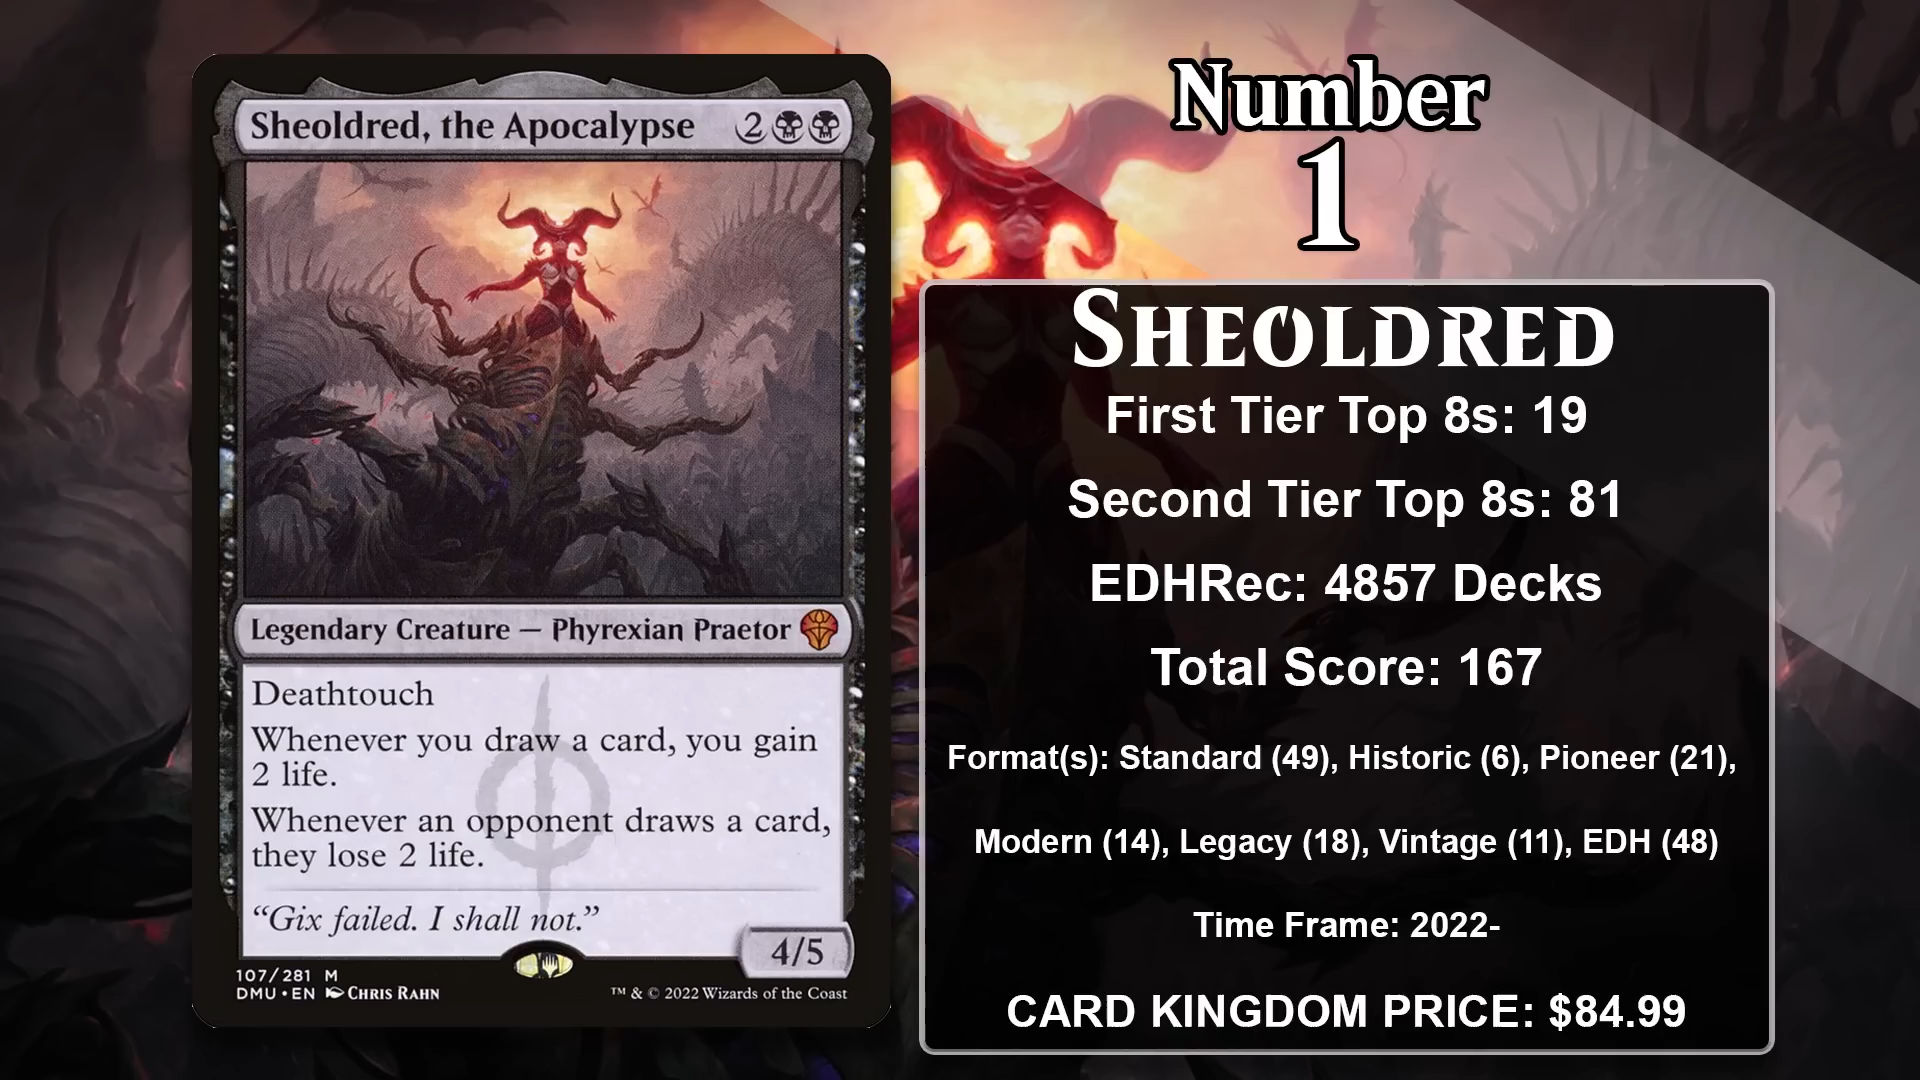 Sheoldred, the Apocalypse 2
Legendary Creature — Phyrexian Praetor
Deathtouch
Whenever you draw a card, you gain
2 life.
Whenever an opponent draws a card,
they lose 2 life.
“Gix failed. I shall not.”
4/5
107/281 M
DMU • EN Chris Rahn
™ & © 2022 Wizards of the Coast
Number
1
Sheoldred
First Tier Top 8s: 19
Second Tier Top 8s: 81
EDHRec: 4857 Decks
Total Score: 167
Format(s): Standard (49), Historic (6), Pioneer (21),
Modern (14), Legacy (18), Vintage (11), EDH (48)
Time Frame: 2022-
CARD KINGDOM PRICE: $84.99